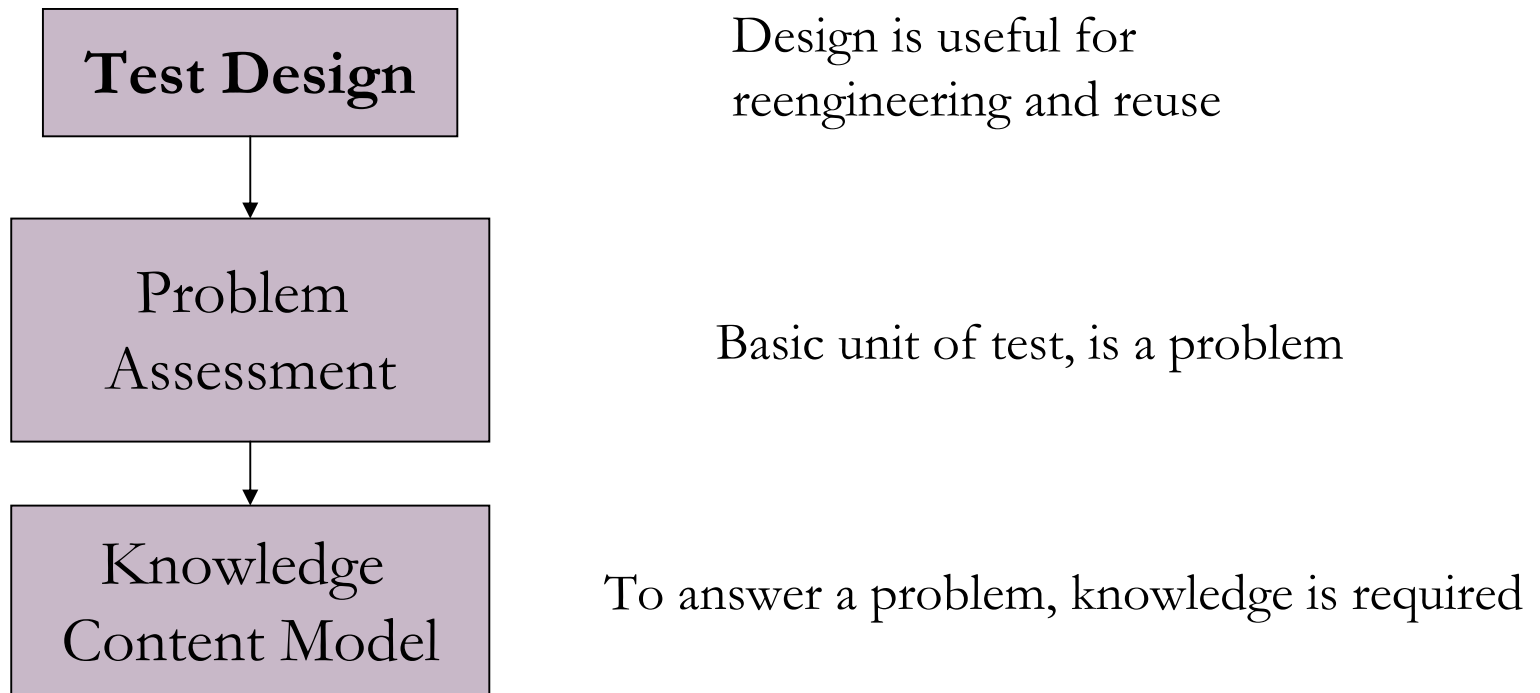 Test Design
Design is useful for
reengineering and reuse
Problem
Assessment
Basic unit of test, is a problem
Knowledge
Content Model
To answer a problem, knowledge is required